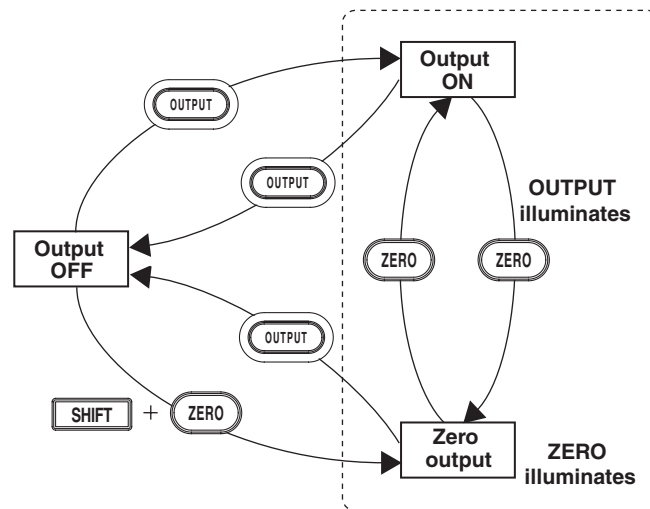 Output
ON
OUTPUT
OUTPUT
OUTPUT
illuminates
Output
OFF
ZERO
ZERO
OUTPUT
SHIFT
+
ZERO
Zero
output
ZERO
illuminates